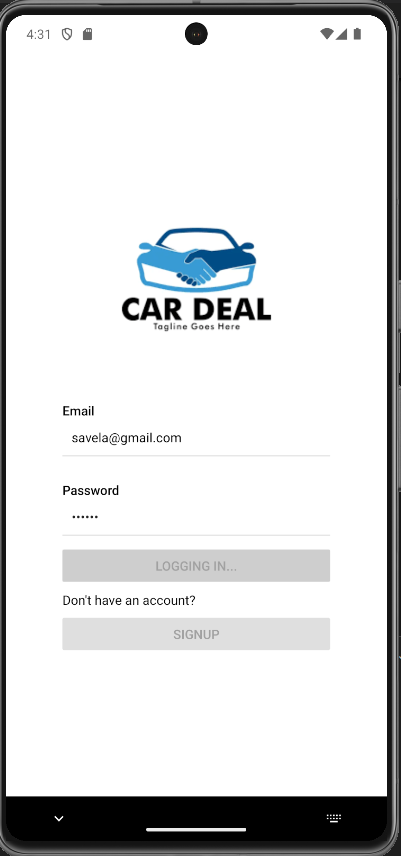 4:31
CAR DEAL
Tagline Goes Here
Email
savela@gmail.com
Password
••••••
LOGGING IN...
Don't have an account?
SIGNUP